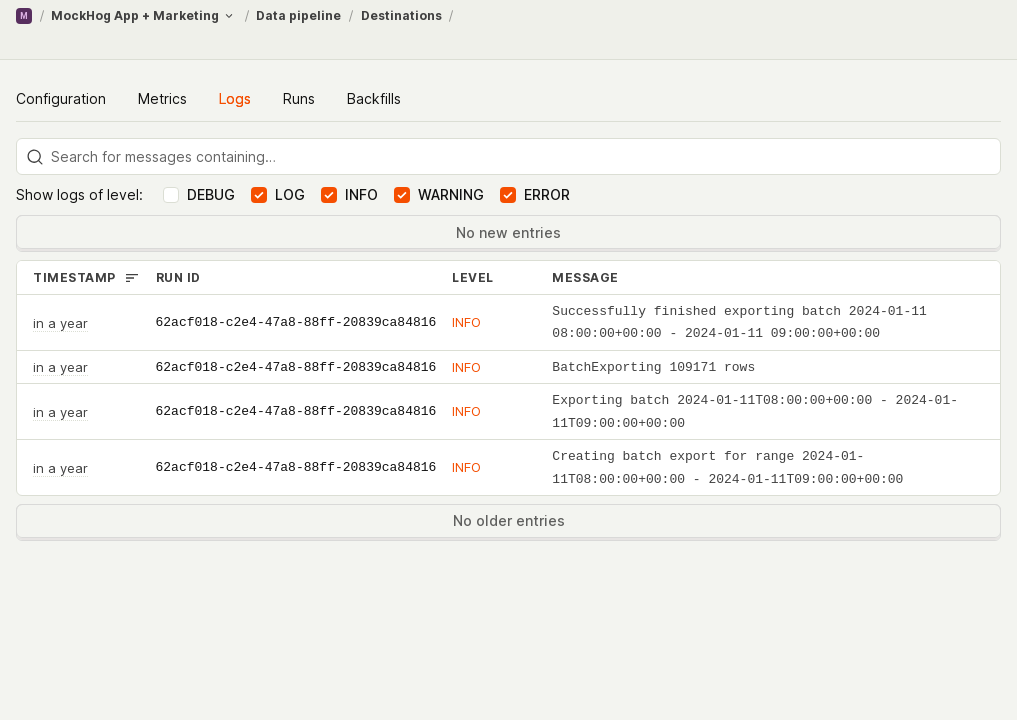 M / MockHog App + Marketing / Data pipeline / Destinations /
Configuration Metrics Logs Runs Backfills
Search for messages containing…
Show logs of level: DEBUG LOG INFO WARNING ERROR
No new entries
TIMESTAMP RUN ID LEVEL MESSAGE
in a year 62acf018-c2e4-47a8-88ff-20839ca84816 INFO Successfully finished exporting batch 2024-01-11
08:00:00+00:00 - 2024-01-11 09:00:00+00:00
in a year 62acf018-c2e4-47a8-88ff-20839ca84816 INFO BatchExporting 109171 rows
in a year 62acf018-c2e4-47a8-88ff-20839ca84816 INFO Exporting batch 2024-01-11T08:00:00+00:00 - 2024-01-
11T09:00:00+00:00
in a year 62acf018-c2e4-47a8-88ff-20839ca84816 INFO Creating batch export for range 2024-01-
11T08:00:00+00:00 - 2024-01-11T09:00:00+00:00
No older entries